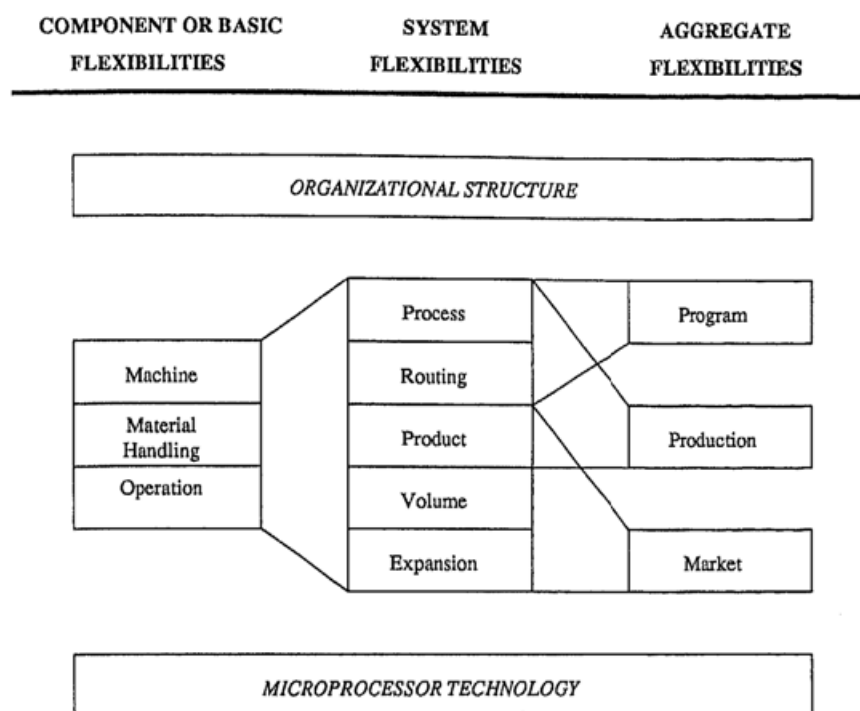 COMPONENT OR BASIC
FLEXIBILITIES
SYSTEM
FLEXIBILITIES
AGGREGATE
FLEXIBILITIES
ORGANIZATIONAL STRUCTURE
Machine
Material
Handling
Operation
Process
Routing
Product
Volume
Expansion
Program
Production
Market
MICROPROCESSOR TECHNOLOGY